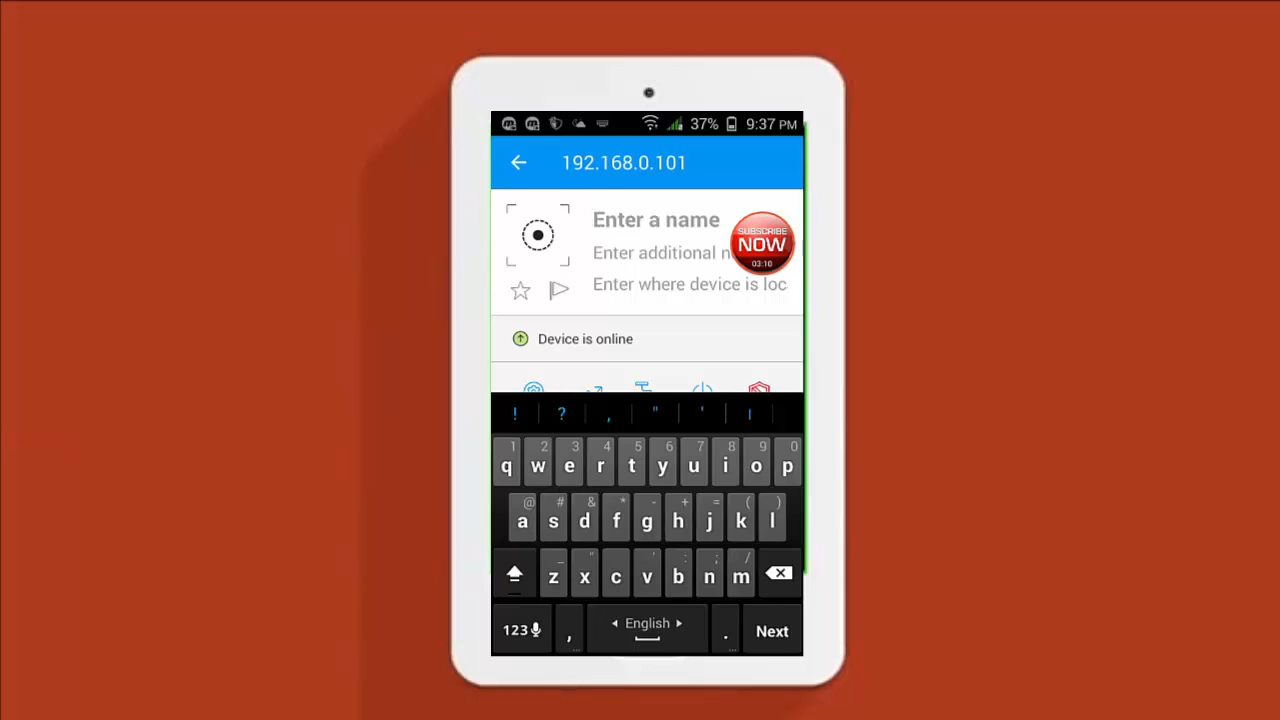 37% 9:37 PM
192.168.0.101
Enter a name
Enter additional n
SUBSCRIBE
NOW
03:10
Enter where device is loc
Device is online
! ? , " '
1 2 3 4 5 6 7 8 9 0
q w e r t y u i o p
@ # & * - + = ( )
a s d f g h j k l
_ " ' : ; /
z x c v b n m
123 , English . Next